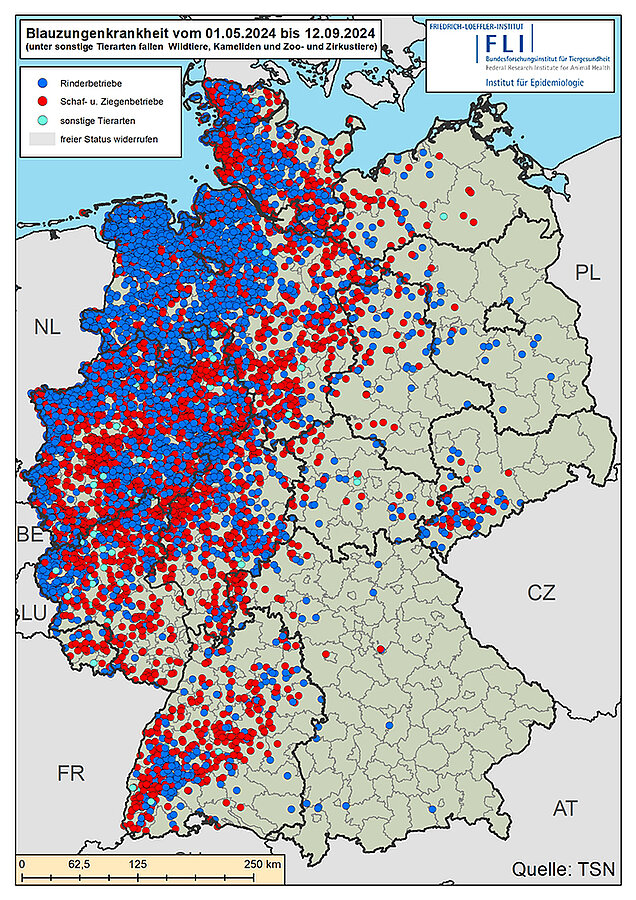 Blauzungenkrankheit vom 01.05.2024 bis 12.09.2024
(unter sonstige Tierarten fallen Wildtiere, Kameliden und Zoo- und Zirkustiere)
FRIEDRICH-LOEFFLER-INSTITUT
FLI
Bundesforschungsinstitut für Tiergesundheit
Federal Research Institute for Animal Health
Institut für Epidemiologie
Rinderbetriebe
Schaf- u. Ziegenbetriebe
sonstige Tierarten
freier Status widerrufen
PL
NL
BE
CZ
LU
FR
AT
0 62,5 125 250 km
Quelle: TSN